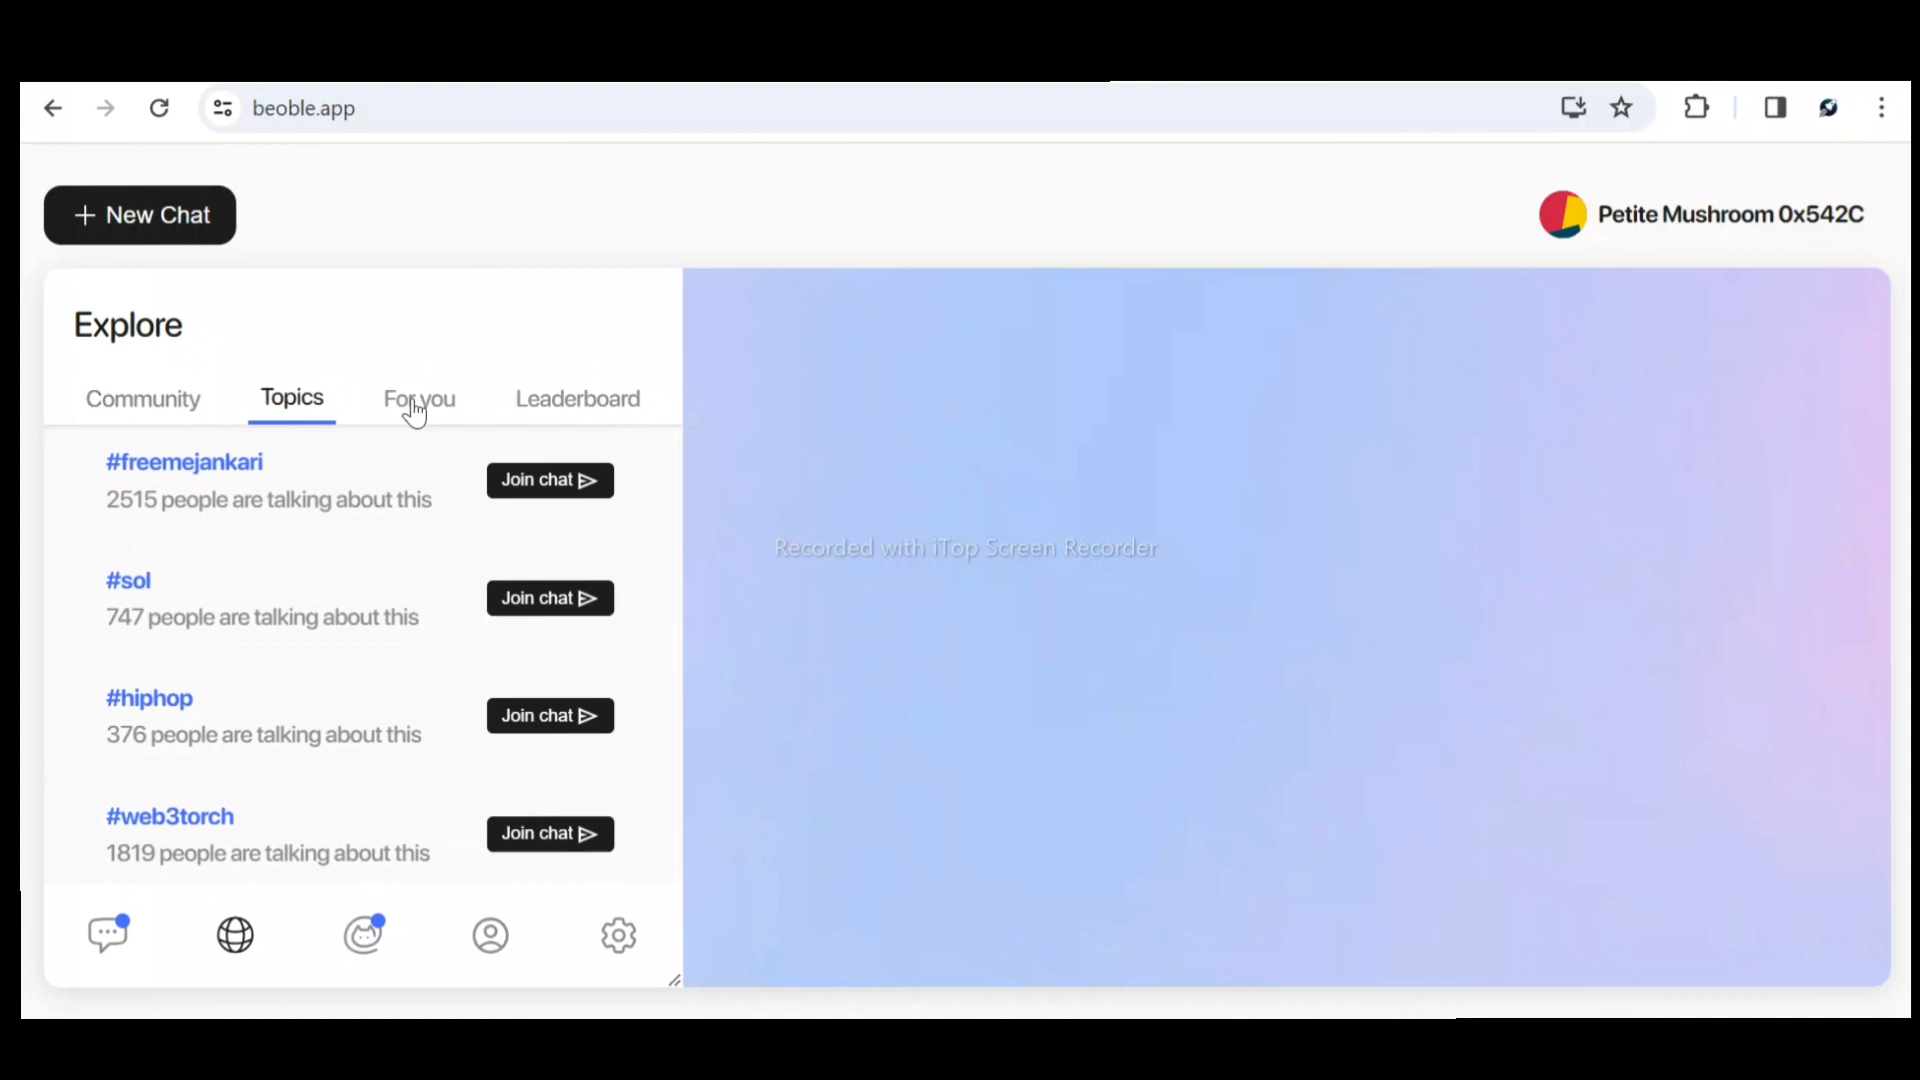 beoble.app
+ New Chat
Petite Mushroom 0x542C
Explore
Community Topics For you Leaderboard
#freemejankari
2515 people are talking about this
Join chat
#sol
747 people are talking about this
Join chat
#hiphop
376 people are talking about this
Join chat
#web3torch
1819 people are talking about this
Join chat
Recorded with iTop Screen Recorder